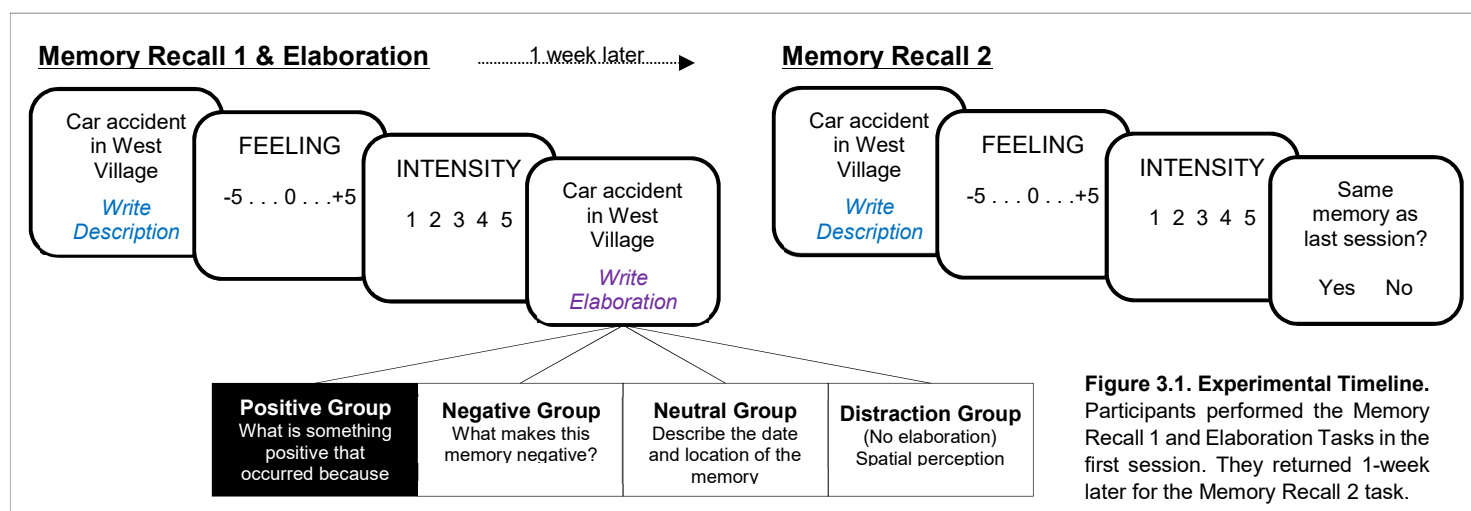 Memory Recall 1 & Elaboration
1 week later
Memory Recall 2
Car accident
in West
Village
Write
Description
FEELING
-5 . . . 0 . . .+5
INTENSITY
1 2 3 4 5
Car accident
in West
Village
Write
Elaboration
Car accident
in West
Village
Write
Description
FEELING
-5 . . . 0 . . .+5
INTENSITY
1 2 3 4 5
Same
memory as
last session?
Yes No
Positive Group
What is something
positive that
occurred because
Negative Group
What makes this
memory negative?
Neutral Group
Describe the date
and location of the
memory
Distraction Group
(No elaboration)
Spatial perception
Figure 3.1. Experimental Timeline.
Participants performed the Memory
Recall 1 and Elaboration Tasks in the
first session. They returned 1-week
later for the Memory Recall 2 task.